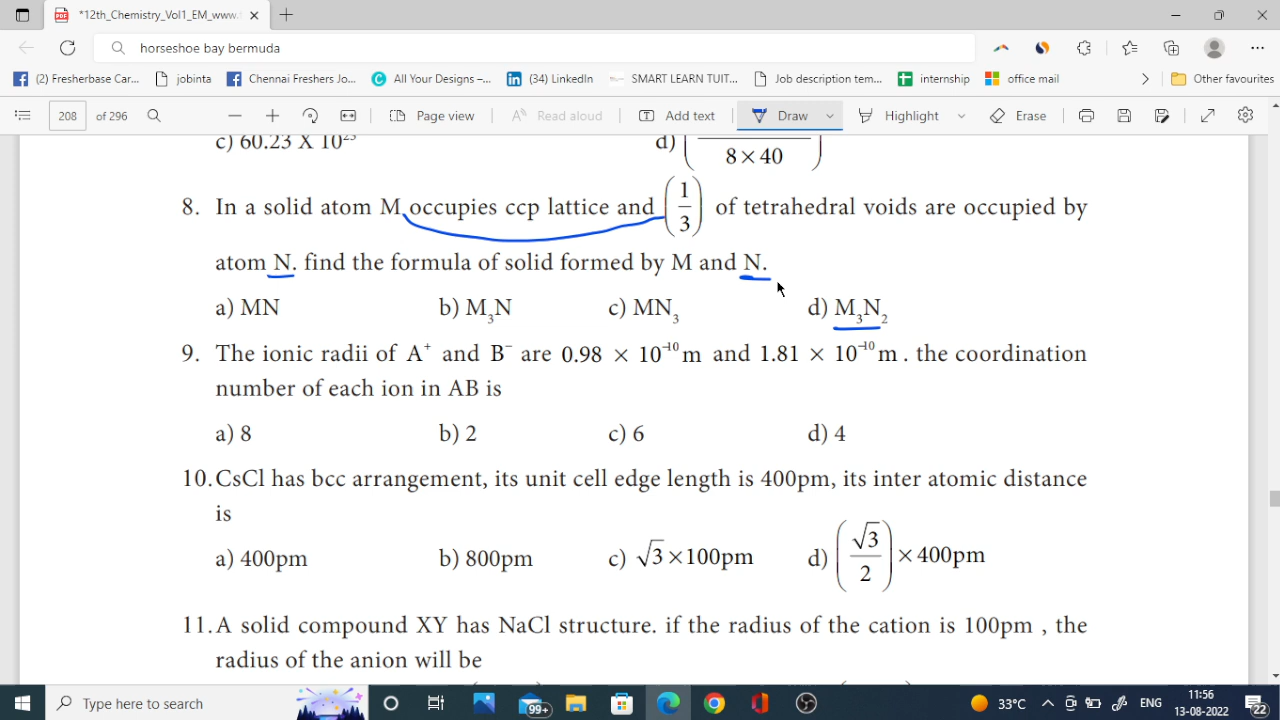 *12th_Chemistry_Vol1_EM_www.
horseshoe bay bermuda
(2) Fresherbase Car... jobinta Chennai Freshers Jo... All Your Designs –... (34) LinkedIn SMART LEARN TUIT... Job description tem... internship office mail Other favourites
208 of 296 Page view Read aloud Add text Draw Highlight Erase
c) 60.23 X 10²³ d) 8 × 40
8. In a solid atom M occupies ccp lattice and (1/3) of tetrahedral voids are occupied by
atom N. find the formula of solid formed by M and N.
a) MN b) M₃N c) MN₃ d) M₃N₂
9. The ionic radii of A⁺ and B⁻ are 0.98 × 10⁻¹⁰ m and 1.81 × 10⁻¹⁰ m . the coordination
number of each ion in AB is
a) 8 b) 2 c) 6 d) 4
10. CsCl has bcc arrangement, its unit cell edge length is 400pm, its inter atomic distance
is
a) 400pm b) 800pm c) √3×100pm d) (√3/2)×400pm
11. A solid compound XY has NaCl structure. if the radius of the cation is 100pm , the
radius of the anion will be
Type here to search 99+ 33°C ENG 11:56 13-08-2022 22